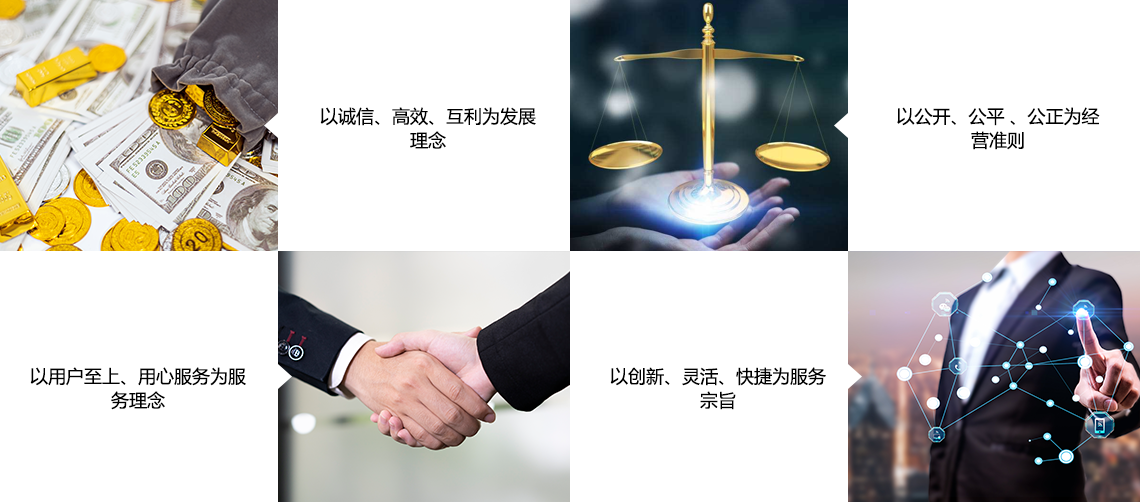 以诚信、高效、互利为发展
理念
以公开、公平 、公正为经
营准则
以用户至上、用心服务为服
务理念
以创新、灵活、快捷为服务
宗旨